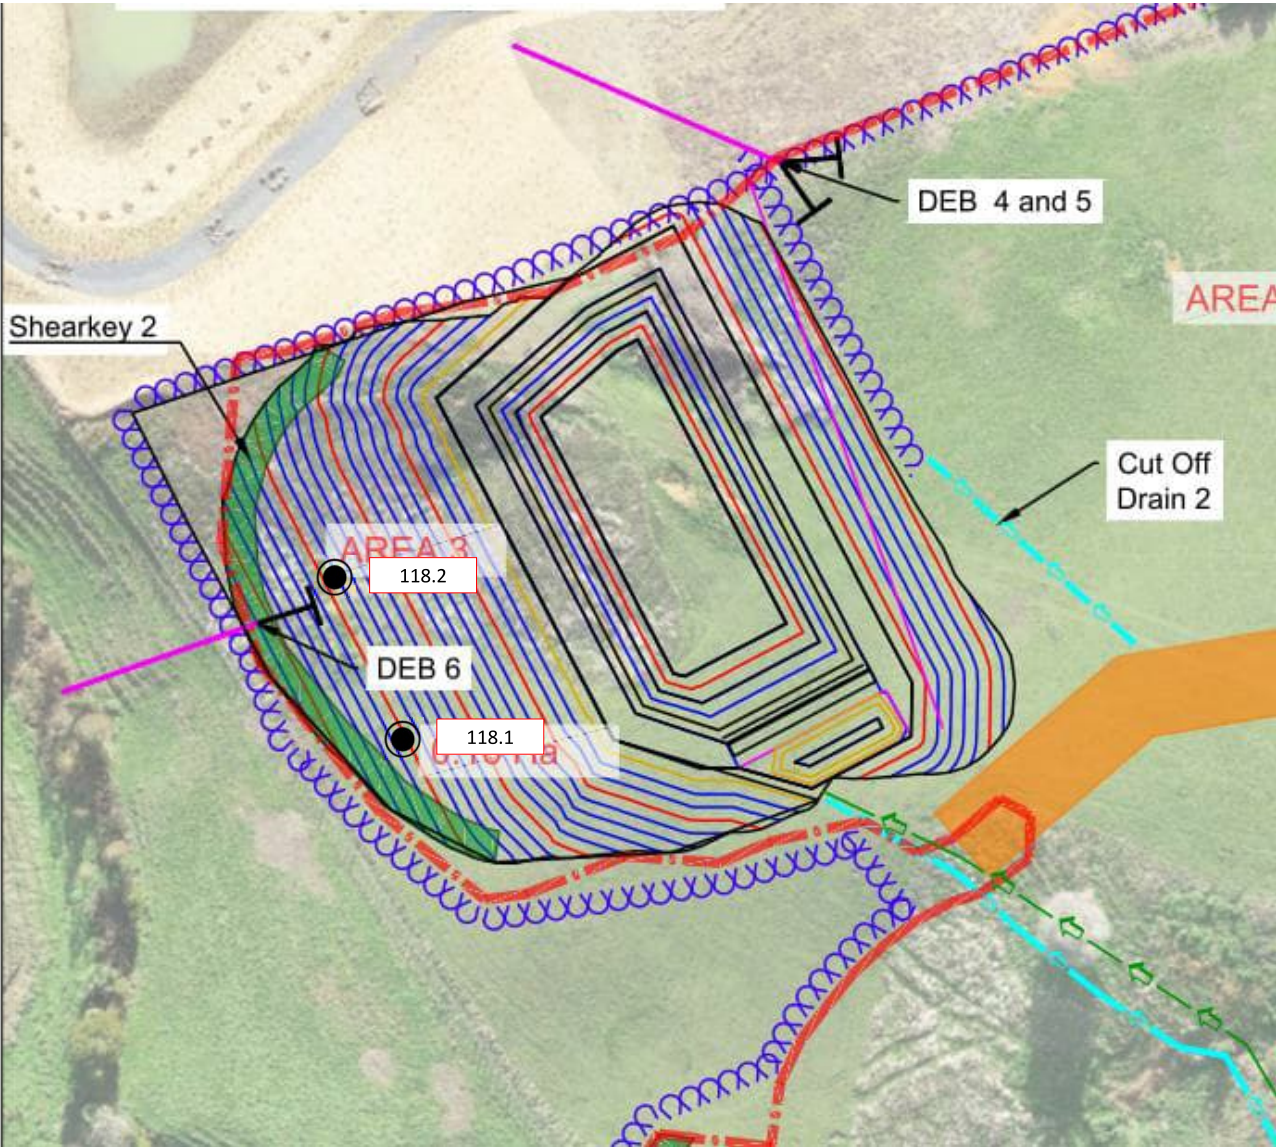 DEB 4 and 5
AREA
Shearkey 2
Cut Off
Drain 2
AREA 3
118.2
DEB 6
118.1
Ha